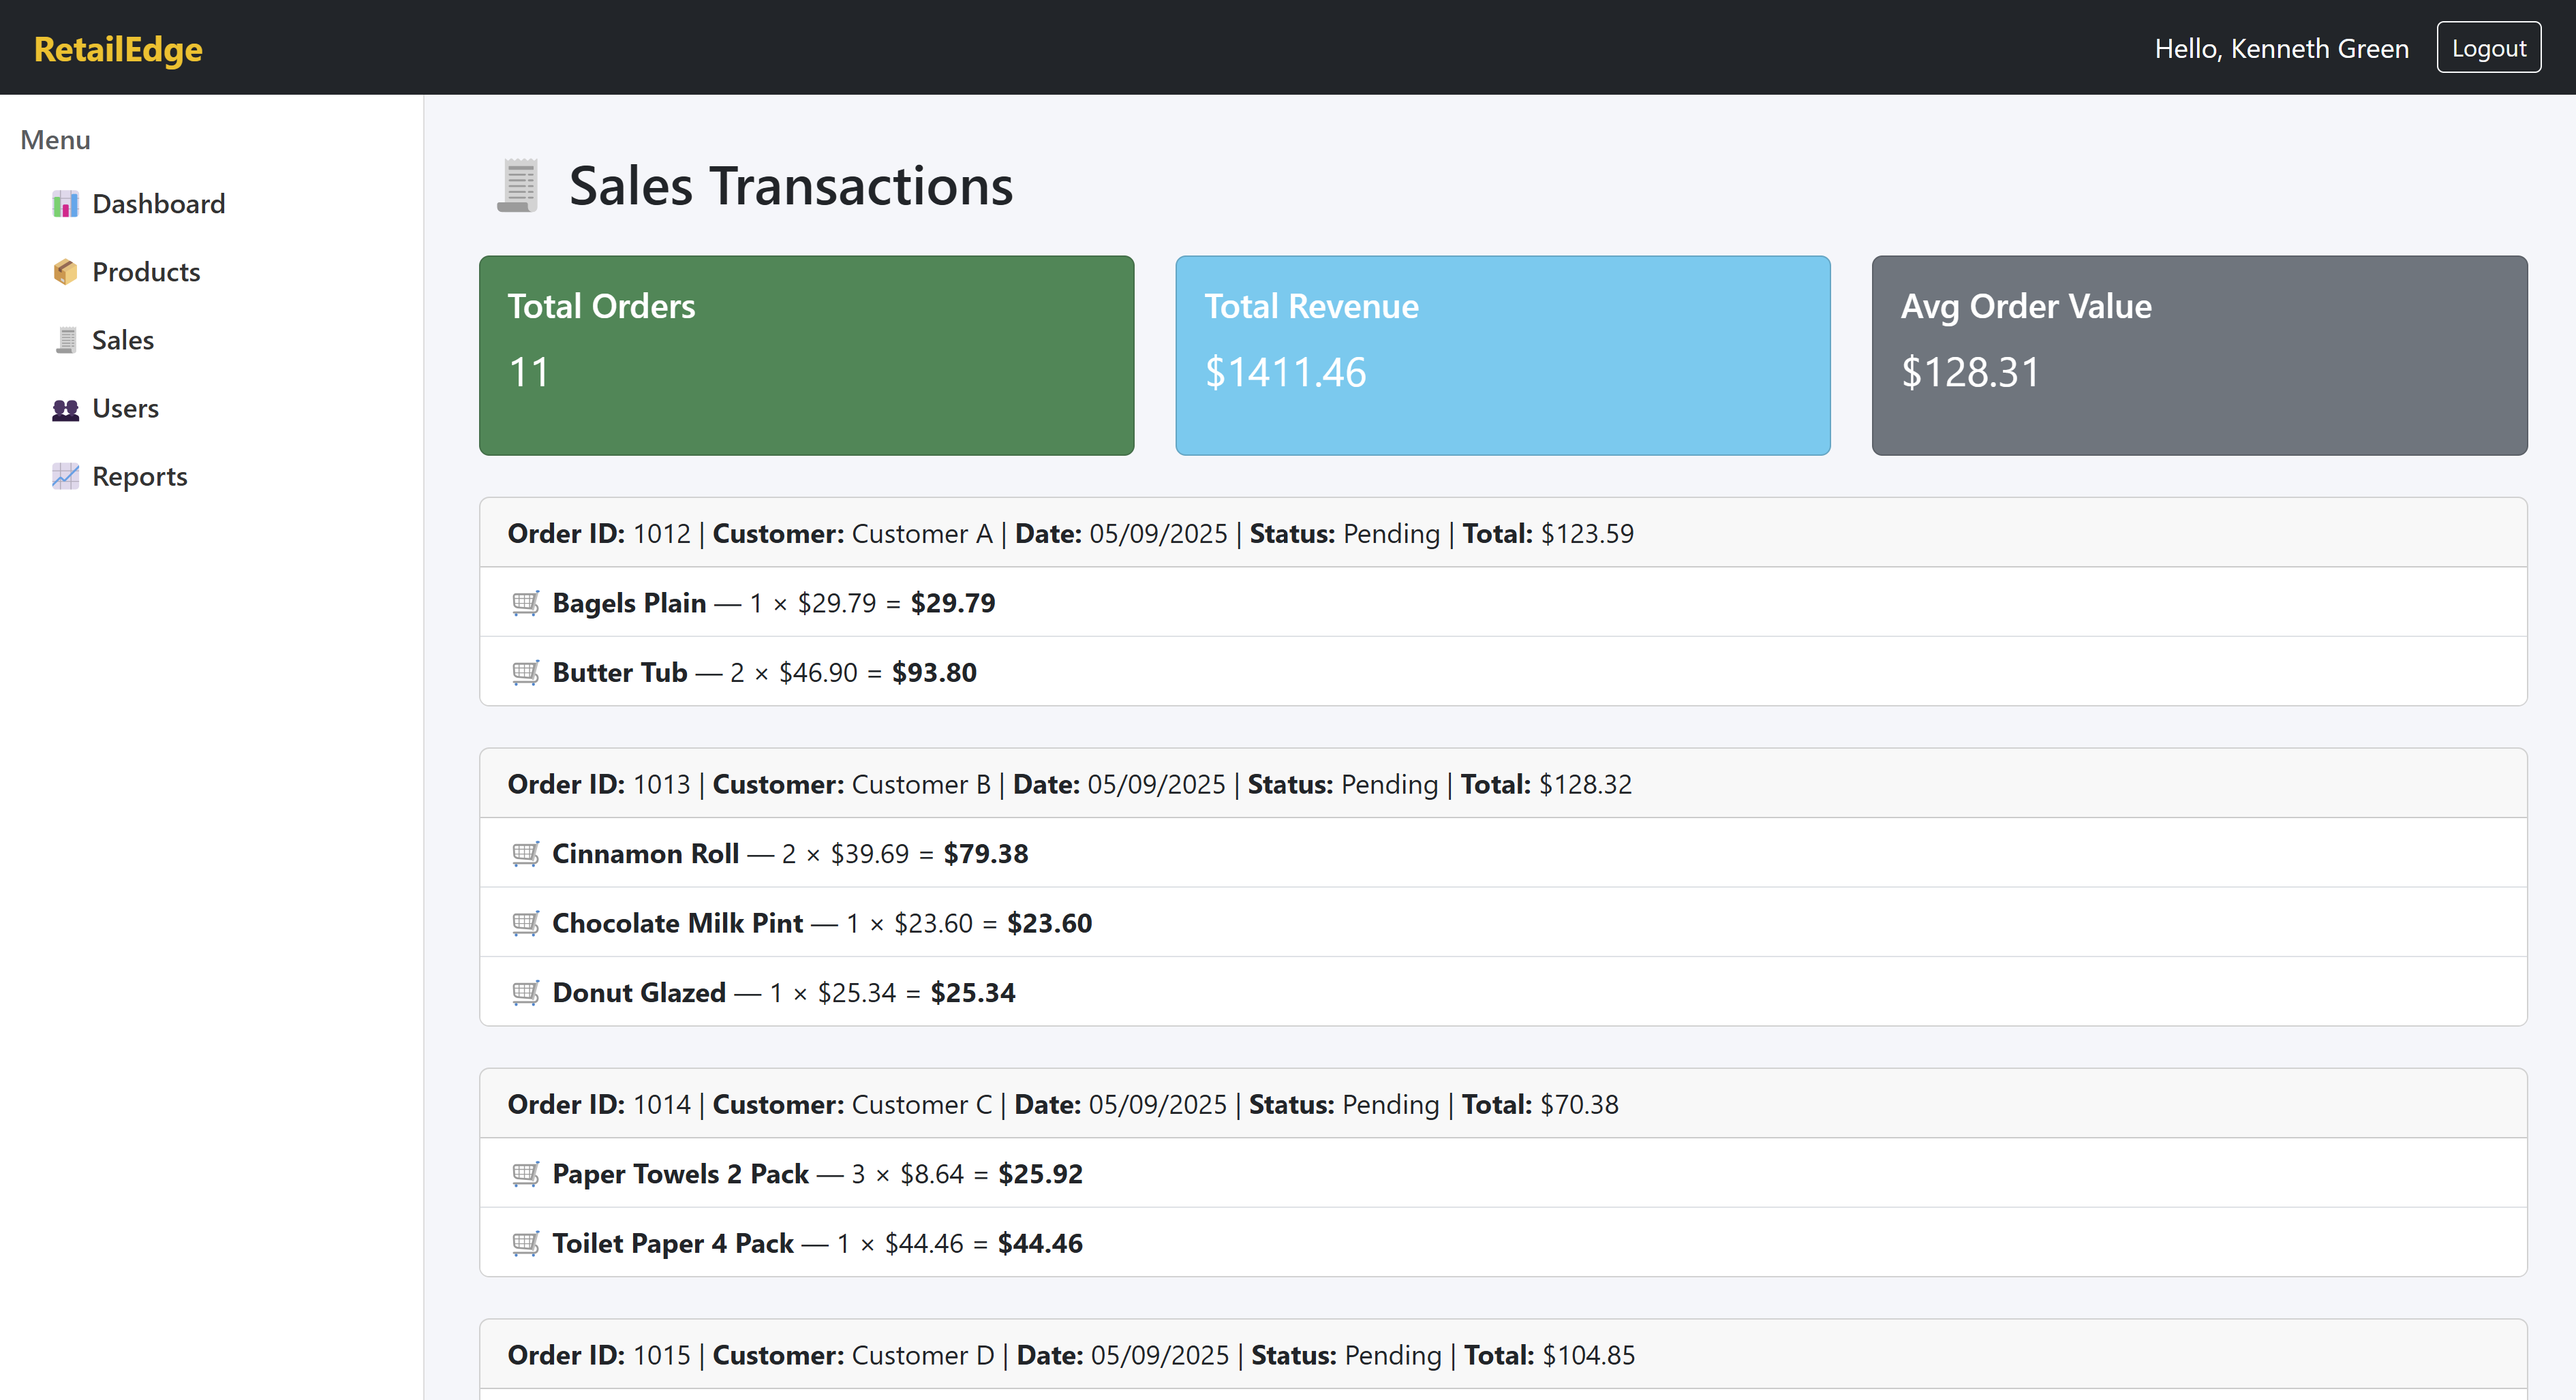 RetailEdge
Hello, Kenneth Green
Logout
Menu
Dashboard
Products
Sales
Users
Reports
Sales Transactions
Total Orders
11
Total Revenue
$1411.46
Avg Order Value
$128.31
Order ID: 1012 | Customer: Customer A | Date: 05/09/2025 | Status: Pending | Total: $123.59
Bagels Plain — 1 × $29.79 = $29.79
Butter Tub — 2 × $46.90 = $93.80
Order ID: 1013 | Customer: Customer B | Date: 05/09/2025 | Status: Pending | Total: $128.32
Cinnamon Roll — 2 × $39.69 = $79.38
Chocolate Milk Pint — 1 × $23.60 = $23.60
Donut Glazed — 1 × $25.34 = $25.34
Order ID: 1014 | Customer: Customer C | Date: 05/09/2025 | Status: Pending | Total: $70.38
Paper Towels 2 Pack — 3 × $8.64 = $25.92
Toilet Paper 4 Pack — 1 × $44.46 = $44.46
Order ID: 1015 | Customer: Customer D | Date: 05/09/2025 | Status: Pending | Total: $104.85